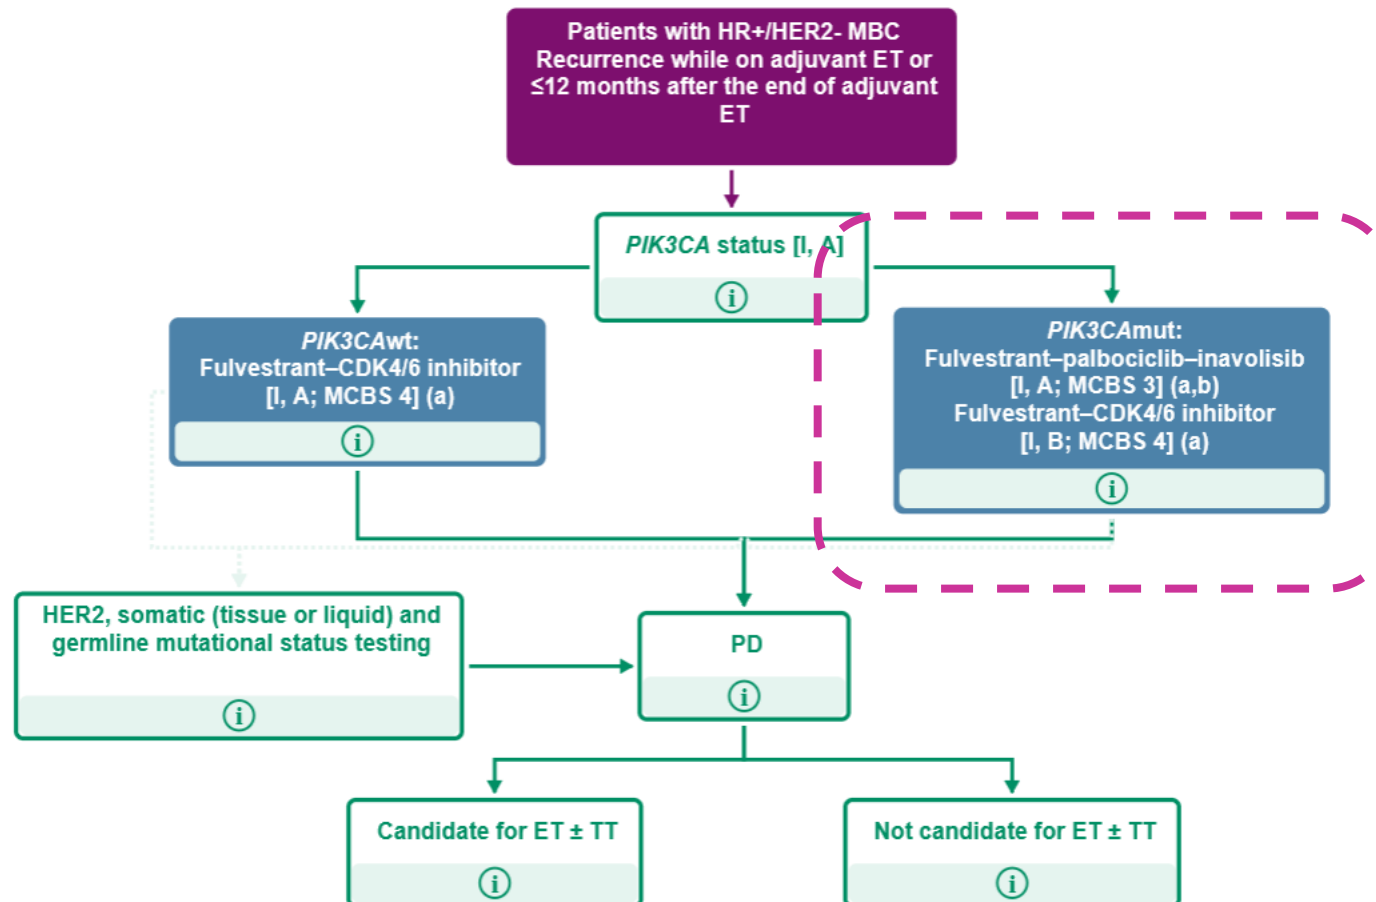 Patients with HR+/HER2- MBC
Recurrence while on adjuvant ET or
≤12 months after the end of adjuvant
ET
PIK3CA status [I, A]
i
PIK3CAwt:
Fulvestrant–CDK4/6 inhibitor
[I, A; MCBS 4] (a)
i
PIK3CAmut:
Fulvestrant–palbociclib–inavolisib
[I, A; MCBS 3] (a,b)
Fulvestrant–CDK4/6 inhibitor
[I, B; MCBS 4] (a)
i
HER2, somatic (tissue or liquid) and
germline mutational status testing
i
PD
i
Candidate for ET ± TT
i
Not candidate for ET ± TT
i